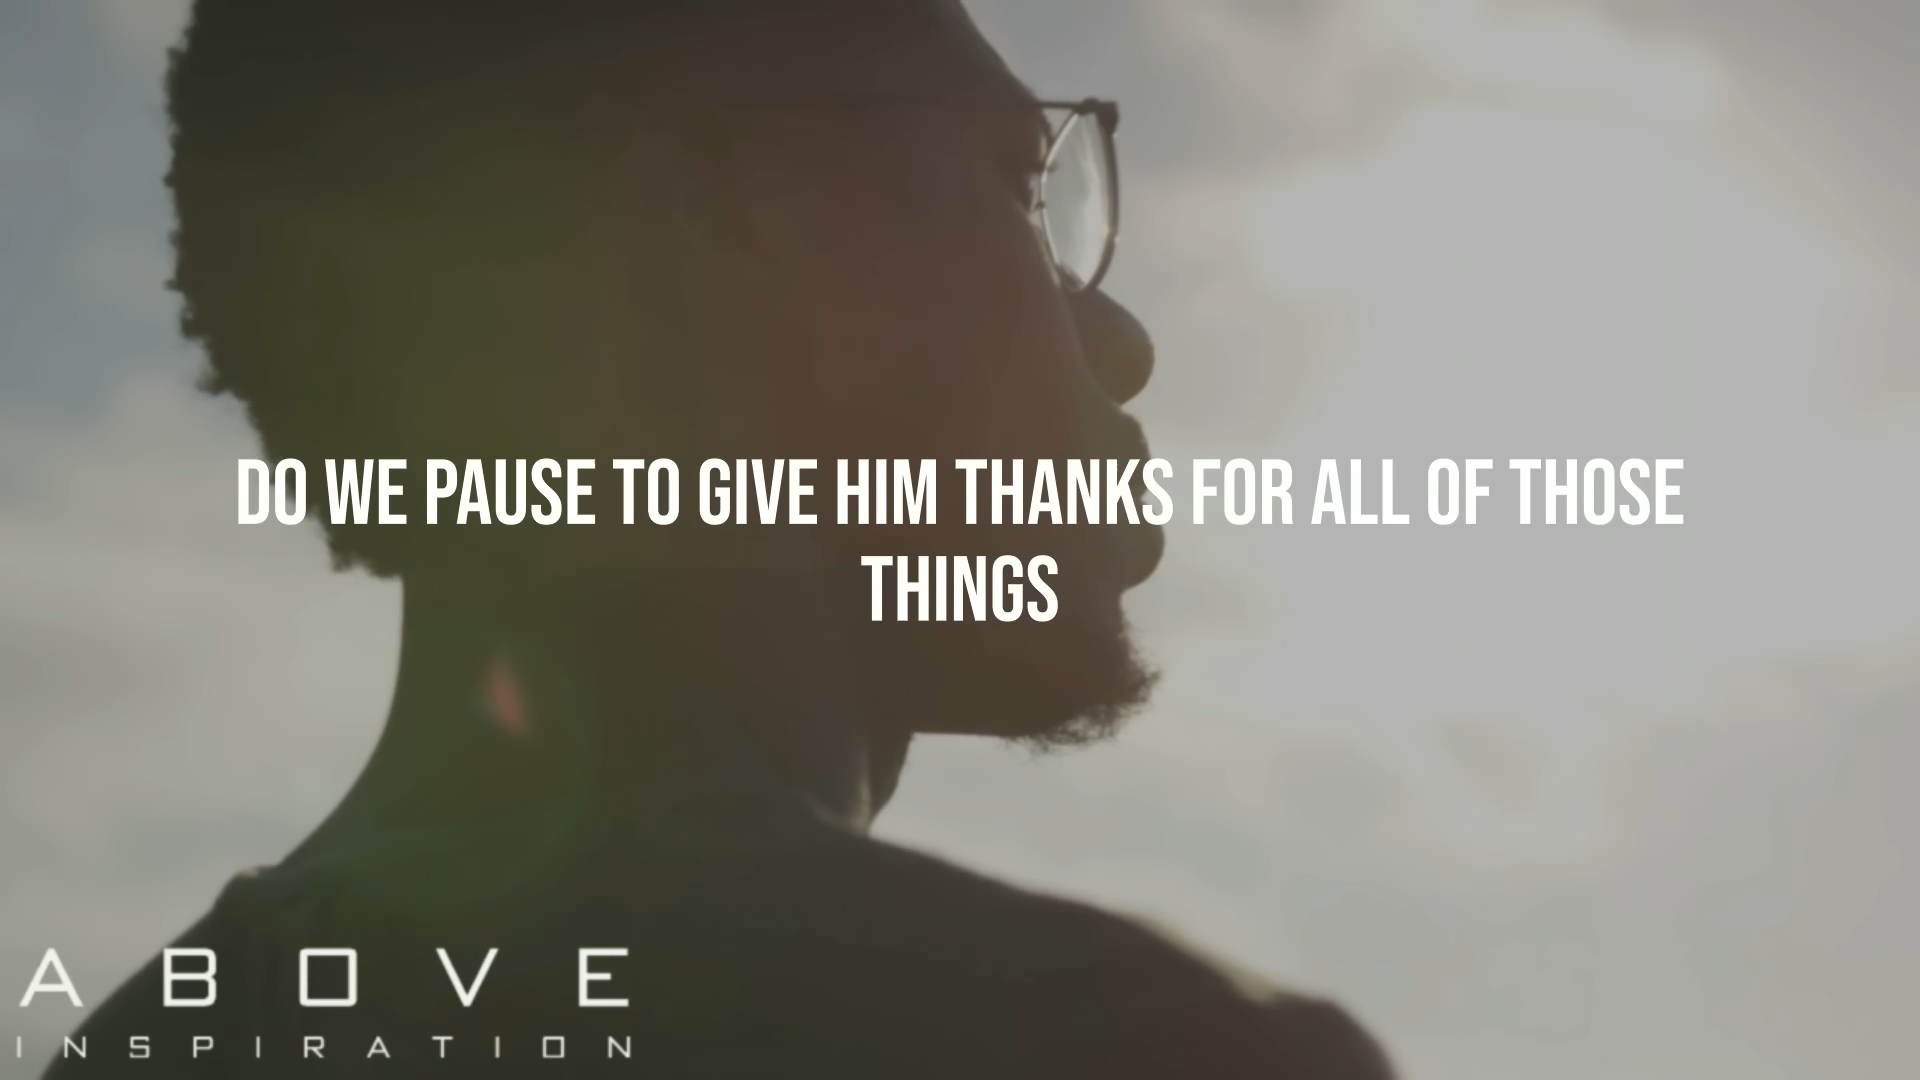 DO WE PAUSE TO GIVE HIM THANKS FOR ALL OF THOSE
THINGS
ABOVE
INSPIRATION